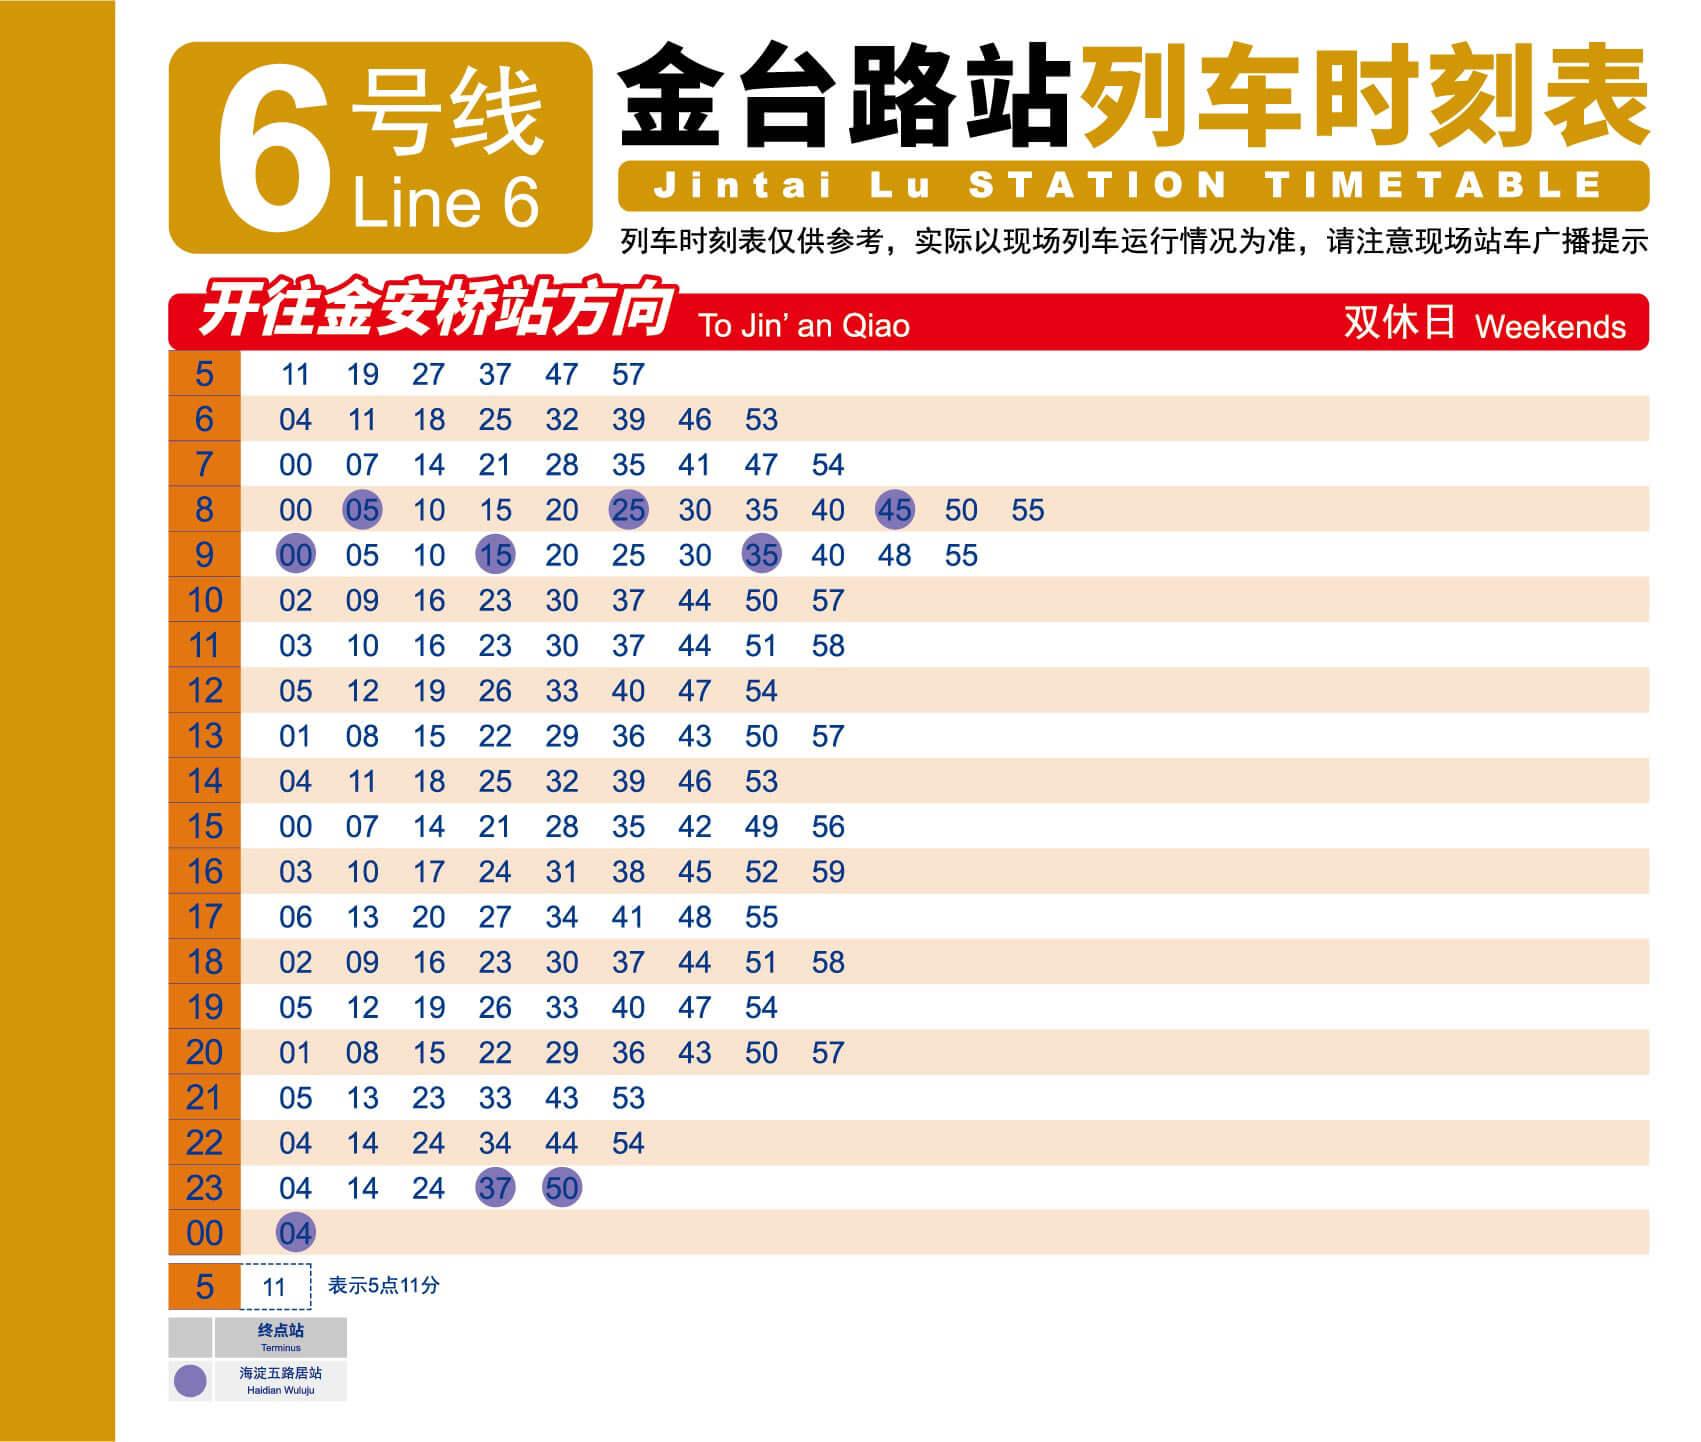 6号线
Line 6
金台路站列车时刻表
Jintai Lu STATION TIMETABLE
列车时刻表仅供参考，实际以现场列车运行情况为准，请注意现场站车广播提示
开往金安桥站方向 To Jin’ an Qiao 双休日 Weekends
5 11 19 27 37 47 57
6 04 11 18 25 32 39 46 53
7 00 07 14 21 28 35 41 47 54
8 00 05 10 15 20 25 30 35 40 45 50 55
9 00 05 10 15 20 25 30 35 40 48 55
10 02 09 16 23 30 37 44 50 57
11 03 10 16 23 30 37 44 51 58
12 05 12 19 26 33 40 47 54
13 01 08 15 22 29 36 43 50 57
14 04 11 18 25 32 39 46 53
15 00 07 14 21 28 35 42 49 56
16 03 10 17 24 31 38 45 52 59
17 06 13 20 27 34 41 48 55
18 02 09 16 23 30 37 44 51 58
19 05 12 19 26 33 40 47 54
20 01 08 15 22 29 36 43 50 57
21 05 13 23 33 43 53
22 04 14 24 34 44 54
23 04 14 24 37 50
00 04
5 11 表示5点11分
终点站
Terminus
海淀五路居站
Haidian Wuluju